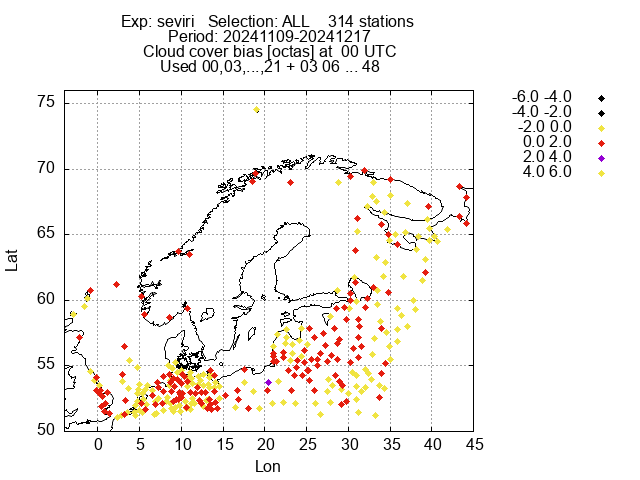 Exp: seviri   Selection: ALL    314 stations
Period: 20241109-20241217
Cloud cover bias [octas] at  00 UTC
Used 00,03,...,21 + 03 06 ... 48
-6.0 -4.0
-4.0 -2.0
-2.0 0.0
0.0 2.0
2.0 4.0
4.0 6.0
75
70
65
60
55
50
Lat
0 5 10 15 20 25 30 35 40 45
Lon